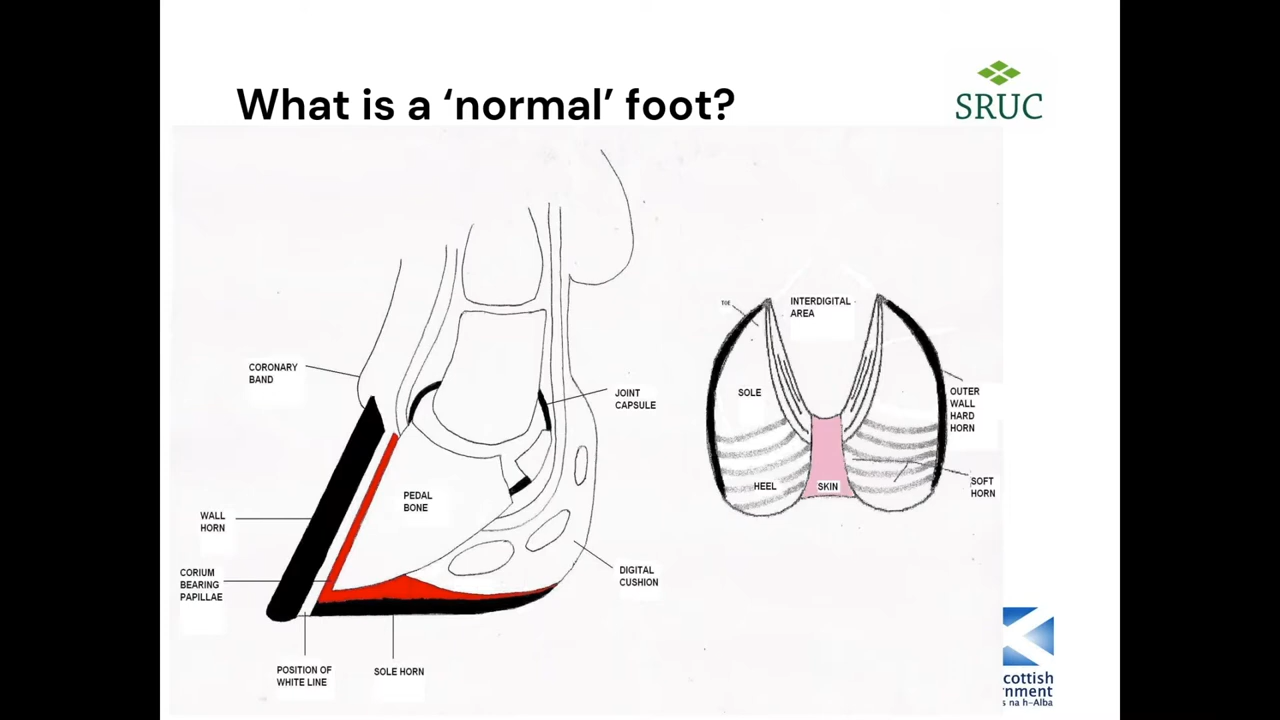 What is a ‘normal’ foot?
SRUC
CORONARY
BAND
JOINT
CAPSULE
PEDAL
BONE
WALL
HORN
CORIUM
BEARING
PAPILLAE
DIGITAL
CUSHION
POSITION OF
WHITE LINE
SOLE HORN
TOE
INTERDIGITAL
AREA
SOLE
OUTER
WALL
HARD
HORN
HEEL
SKIN
SOFT
HORN
cottish
rnment
s na h-Alba